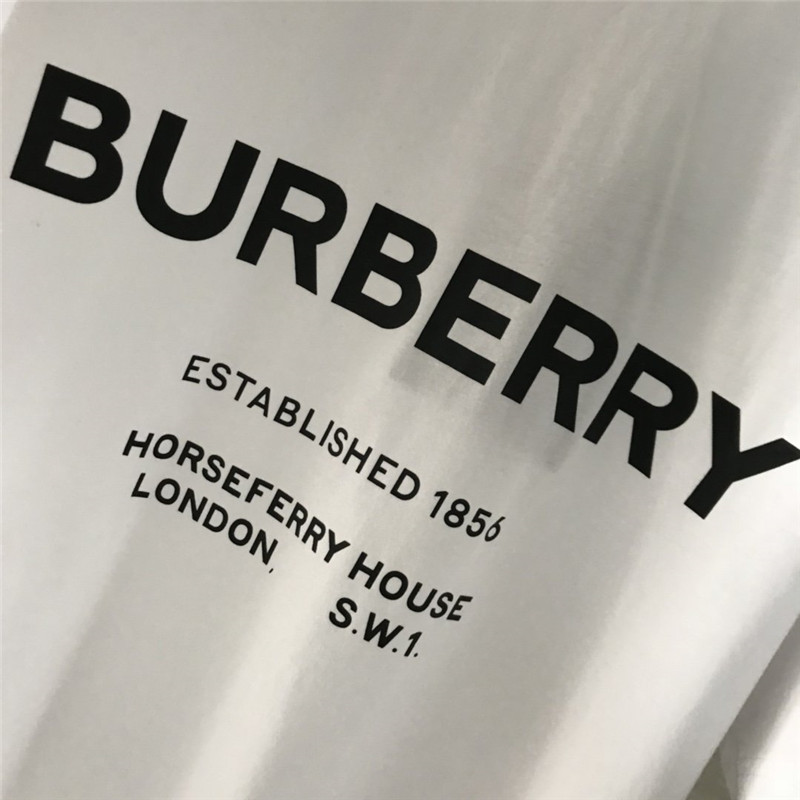 BURBERRY
ESTABLISHED 1856
HORSEFERRY HOUSE
LONDON, S.W.1.